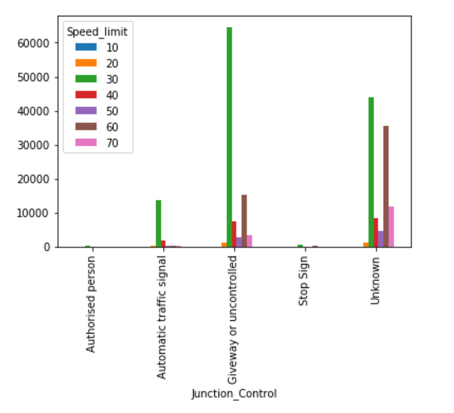 Speed_limit
10
20
30
40
50
60
70
60000
50000
40000
30000
20000
10000
0
Authorised person
Automatic traffic signal
Giveway or uncontrolled
Stop Sign
Unknown
Junction_Control